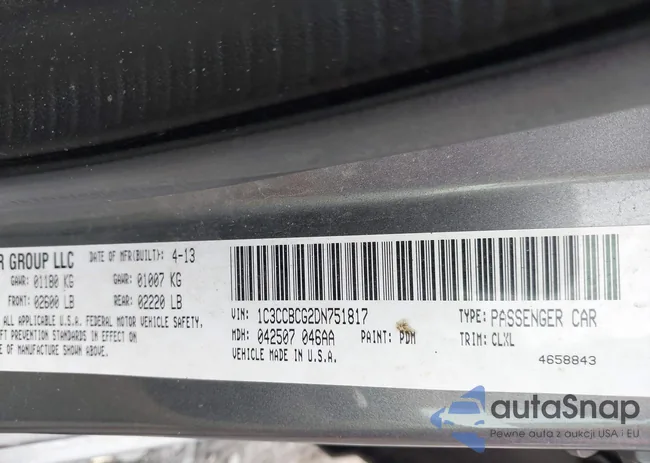 R GROUP LLC DATE OF MFR(BUILT): 4-13
GAWR: 01180 KG GAWR: 01007 KG
FRONT: 02600 LB REAR: 02220 LB
ALL APPLICABLE U.S.A. FEDERAL MOTOR VEHICLE SAFETY,
FT PREVENTION STANDARDS IN EFFECT ON
E OF MANUFACTURE SHOWN ABOVE.
VIN: 1C3CCBCG2DN751817 TYPE: PASSENGER CAR
MDH: 042507 046AA PAINT: PDM TRIM: CLXL
VEHICLE MADE IN U.S.A. 4658843
autaSnap
Pewne auta z aukcji USA i EU